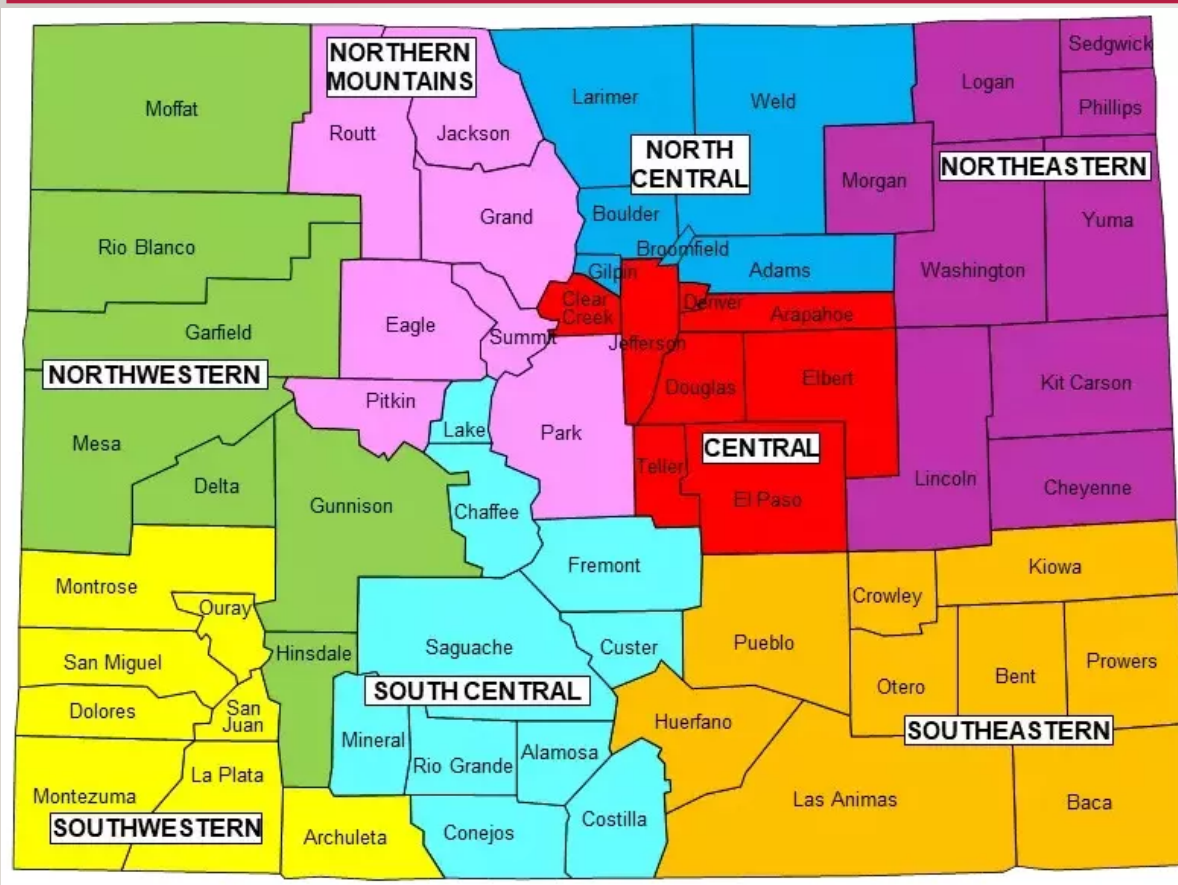 NORTHERN
MOUNTAINS
Sedgwick
Logan
Moffat
Larimer
Weld
Phillips
Routt
Jackson
NORTH
CENTRAL
NORTHEASTERN
Morgan
Grand
Boulder
Yuma
Rio Blanco
Broomfield
Gilpin
Adams
Washington
Clear
Creek
Denver
Arapahoe
Garfield
Eagle
Summit
Jefferson
NORTHWESTERN
Douglas
Elbert
Kit Carson
Pitkin
Mesa
Lake
Park
CENTRAL
Teller
Delta
Lincoln
Cheyenne
Gunnison
Chaffee
El Paso
Fremont
Kiowa
Montrose
Crowley
Ouray
Pueblo
Hinsdale
Saguache
Custer
San Miguel
Prowers
Bent
Otero
SOUTH CENTRAL
Dolores
San
Juan
Huerfano
SOUTHEASTERN
Mineral
Alamosa
Rio Grande
La Plata
Montezuma
Las Animas
Baca
SOUTHWESTERN
Archuleta
Conejos
Costilla